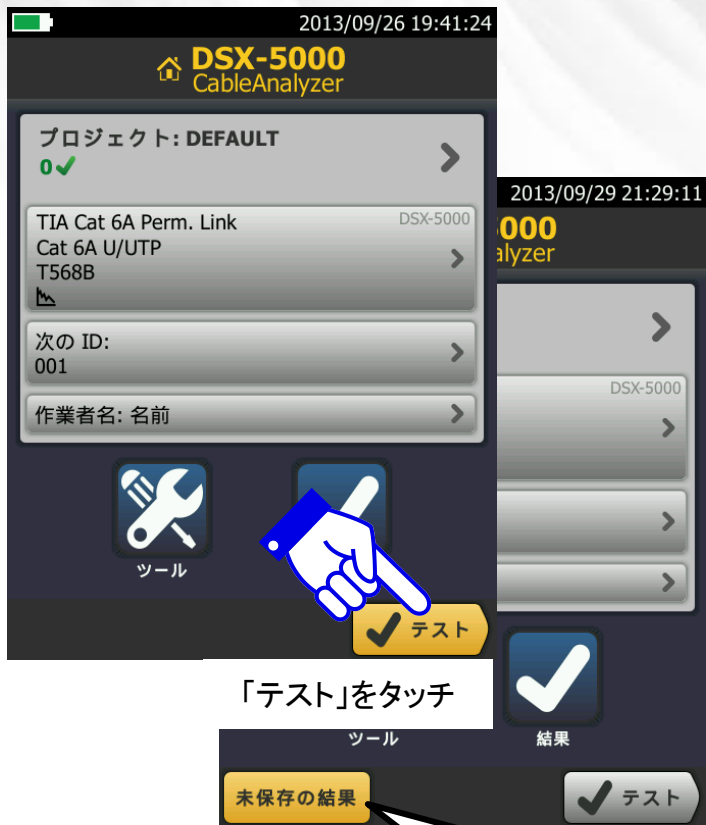 2013/09/26 19:41:24
DSX-5000
CableAnalyzer
プロジェクト: DEFAULT
0
TIA Cat 6A Perm. Link
DSX-5000
Cat 6A U/UTP
T568B
次の ID:
001
作業者名: 名前
ツール
テスト
「テスト」をタッチ
2013/09/29 21:29:11
000
alyzer
DSX-5000
ツール
結果
未保存の結果
テスト